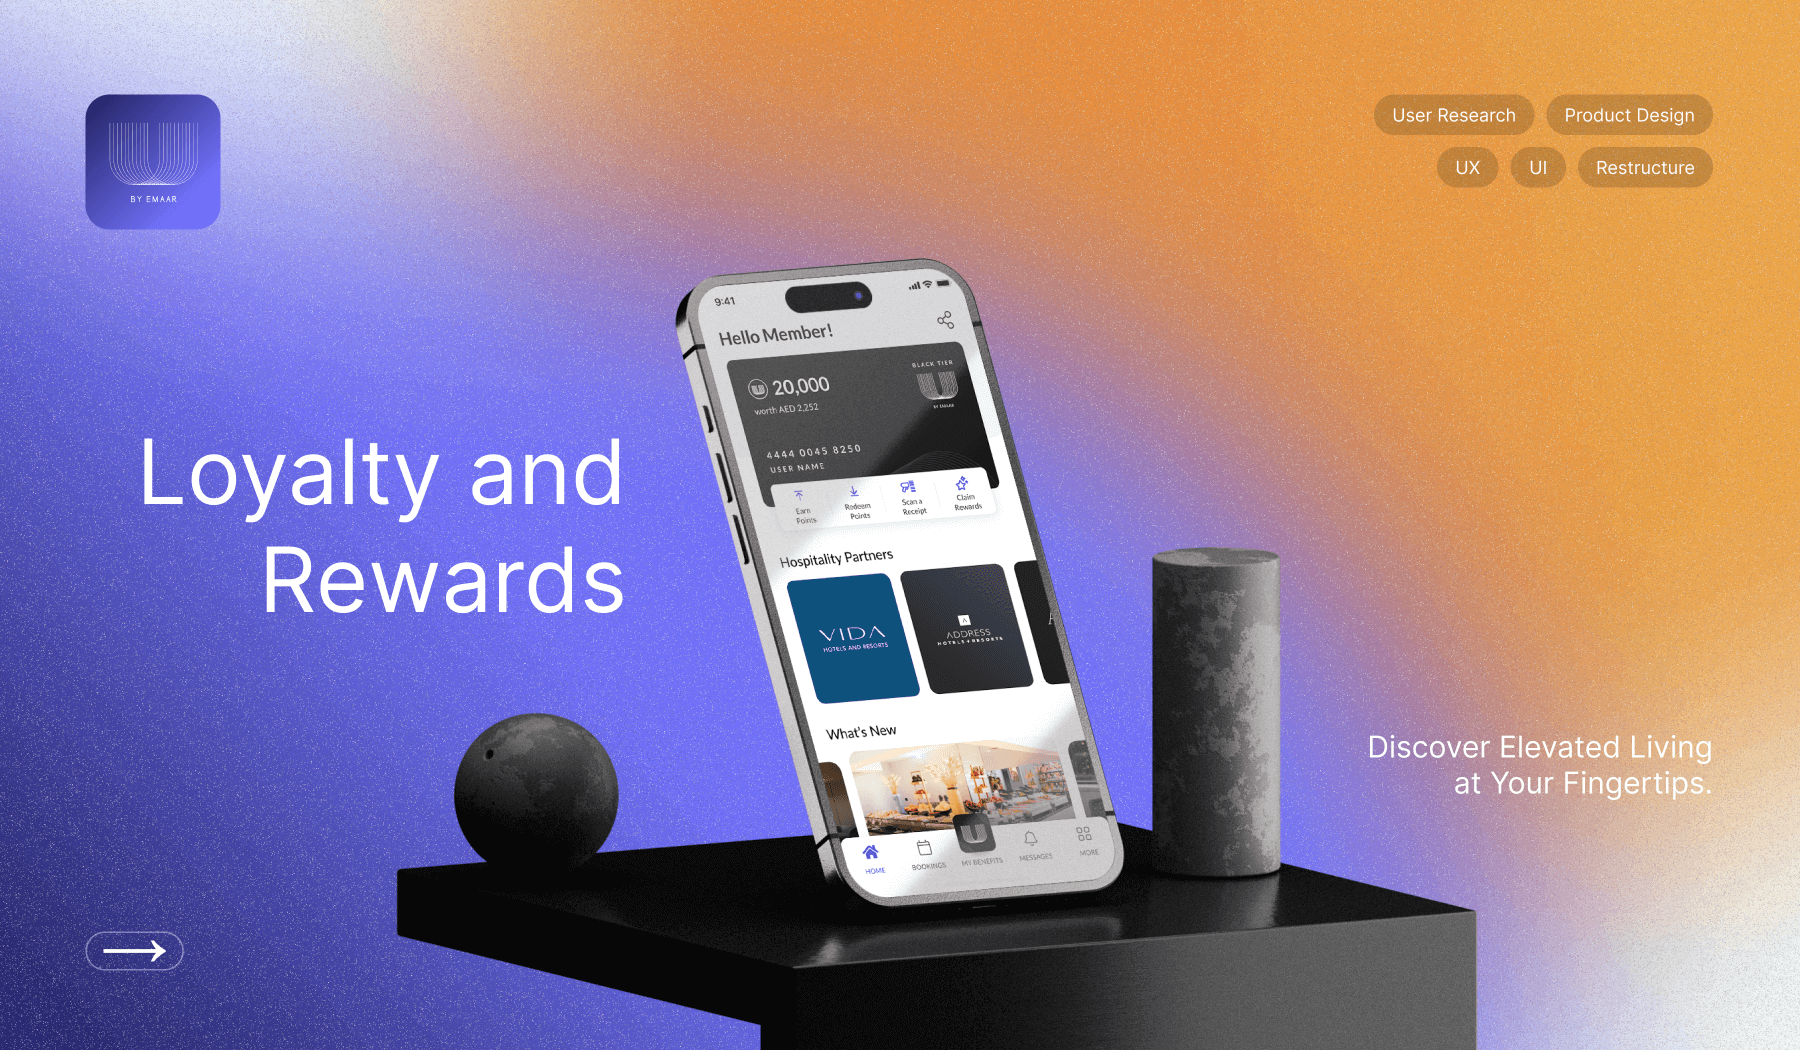 BY EMAAR
User Research
Product Design
UX
UI
Restructure
Loyalty and
Rewards
9:41
Hello Member!
BLACK TIER
20,000
worth AED 2,252
BY EMAAR
4444 0045 8250
USER NAME
Earn
Points
Redeem
Points
Scan a
Receipt
Claim
Rewards
Hospitality Partners
VIDA
HOTELS AND RESORTS
A
ADDRESS
HOTELS + RESORTS
What's New
HOME
BOOKINGS
MY BENEFITS
MESSAGES
MORE
Discover Elevated Living
at Your Fingertips.